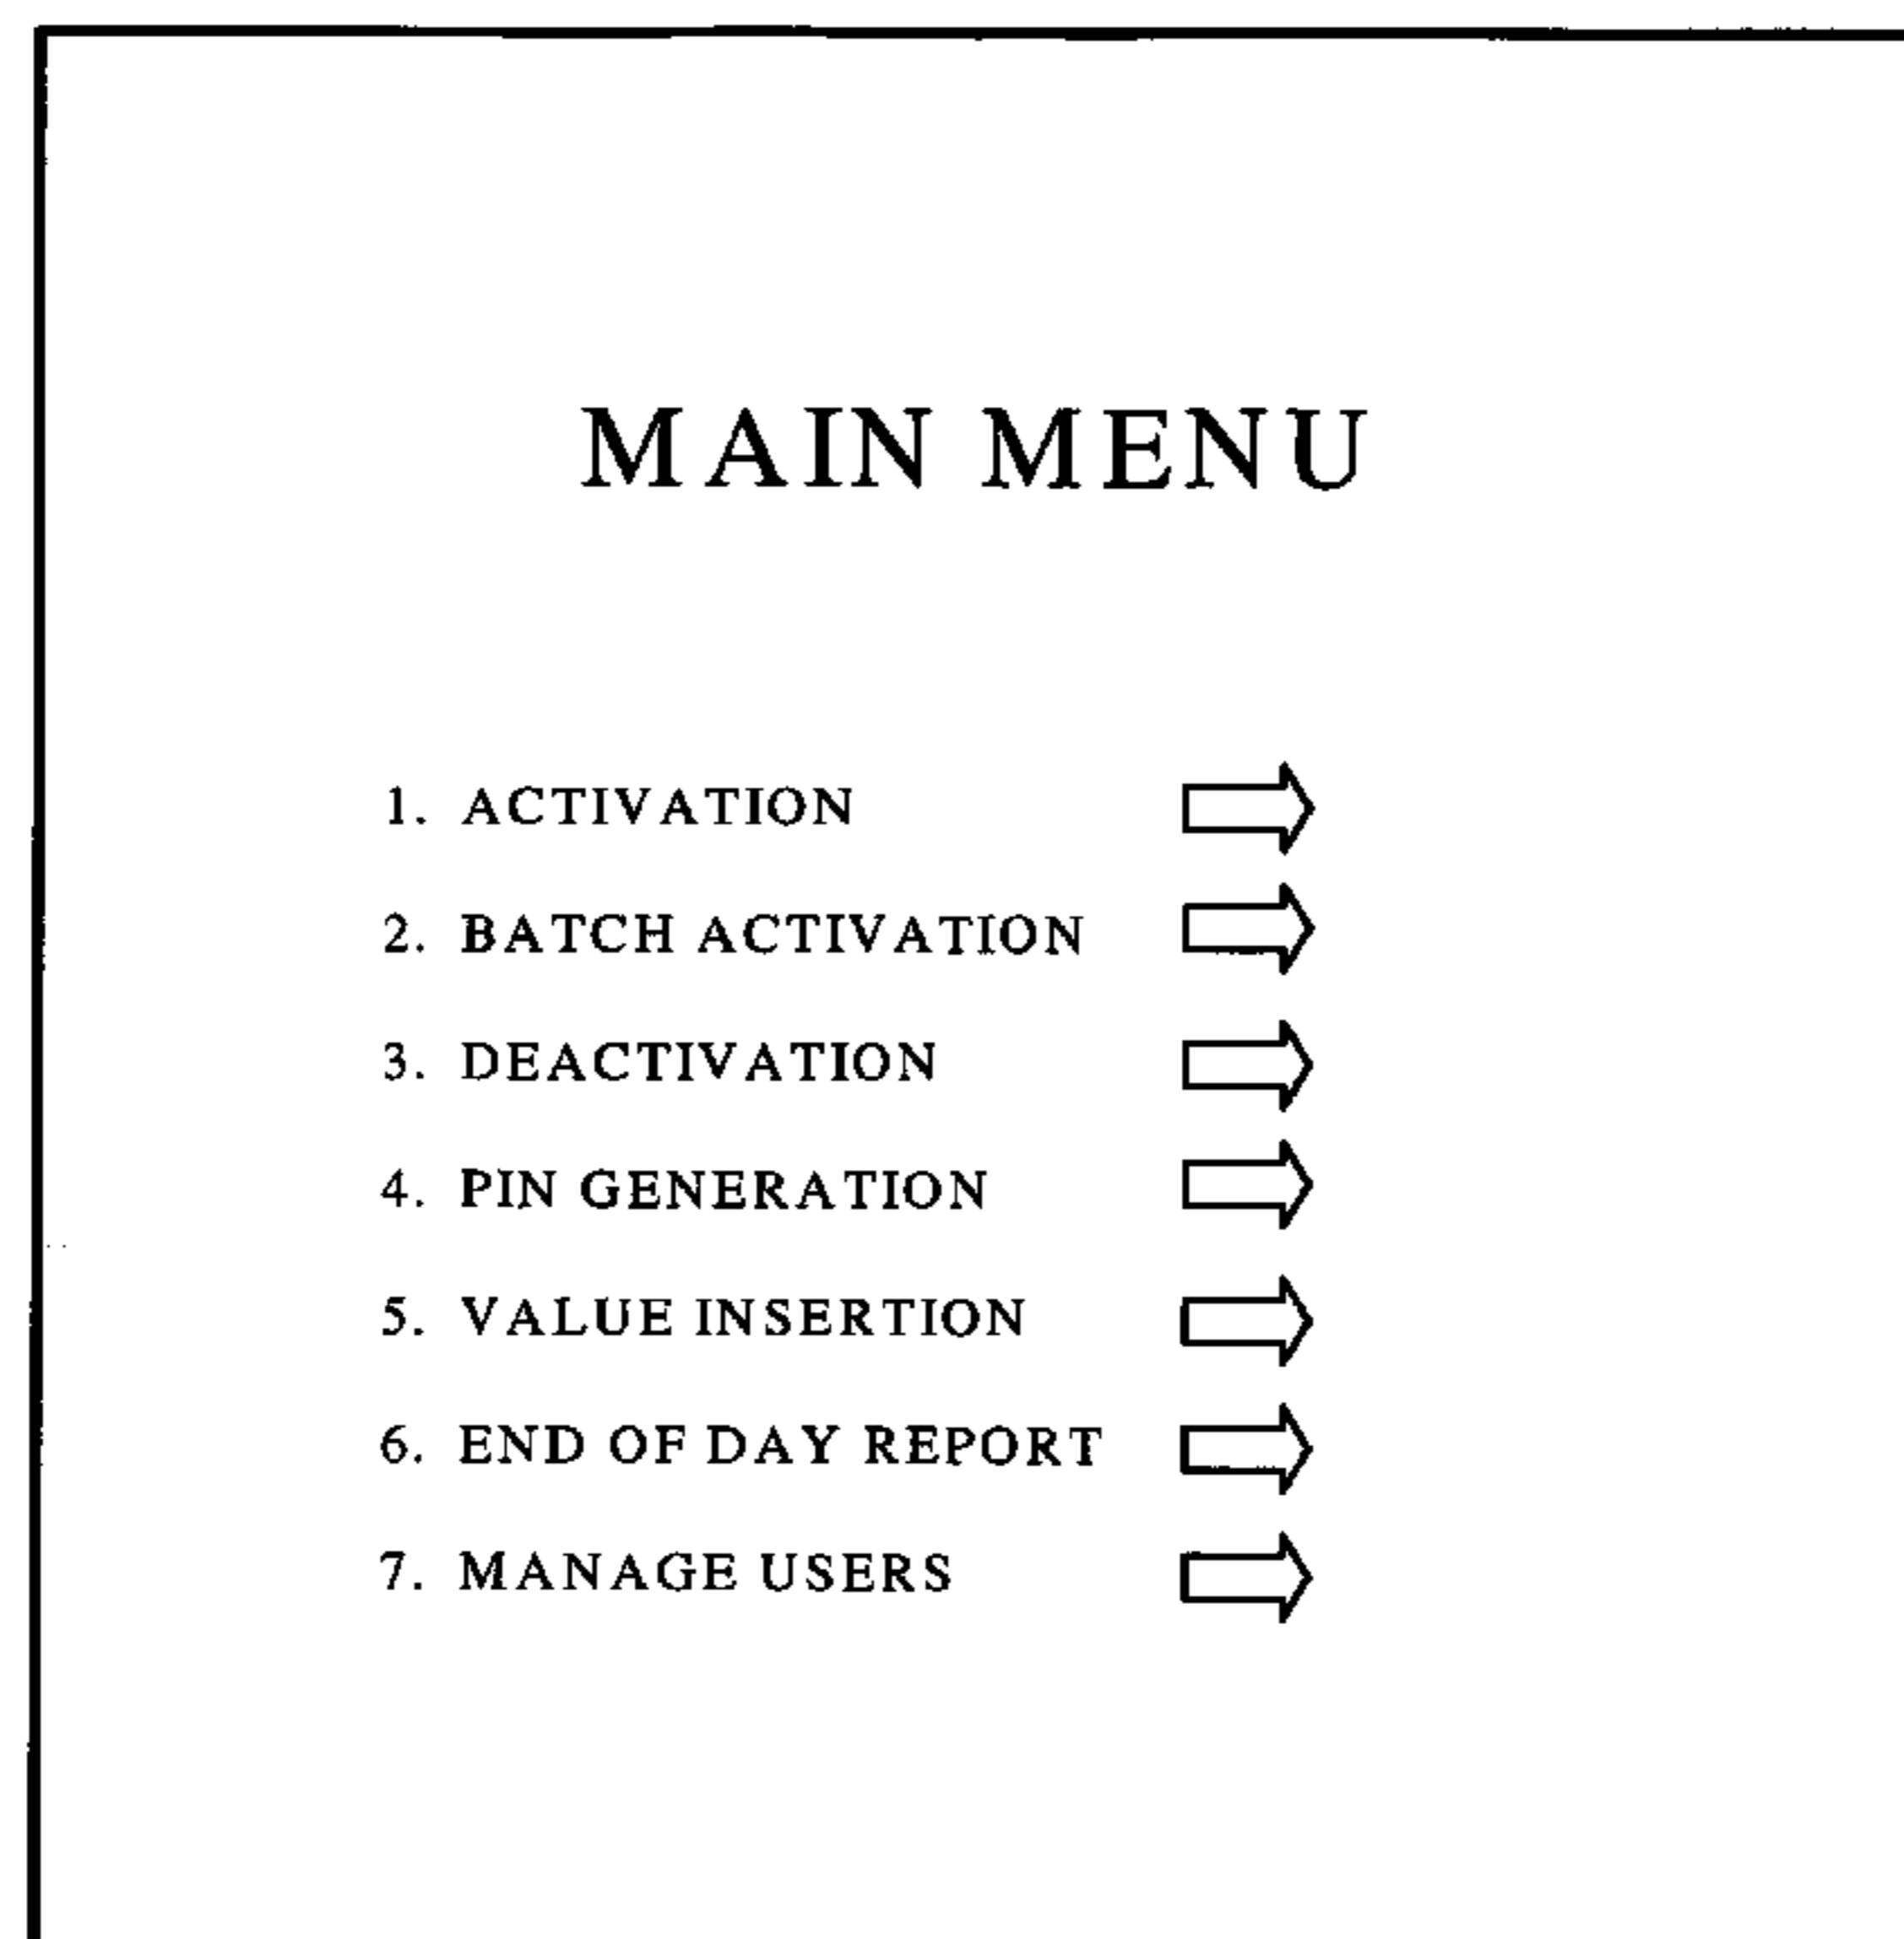 MAIN MENU
1. ACTIVATION
2. BATCH ACTIVATION
3. DEACTIVATION
4. PIN GENERATION
5. VALUE INSERTION
6. END OF DAY REPORT
7. MANAGE USERS